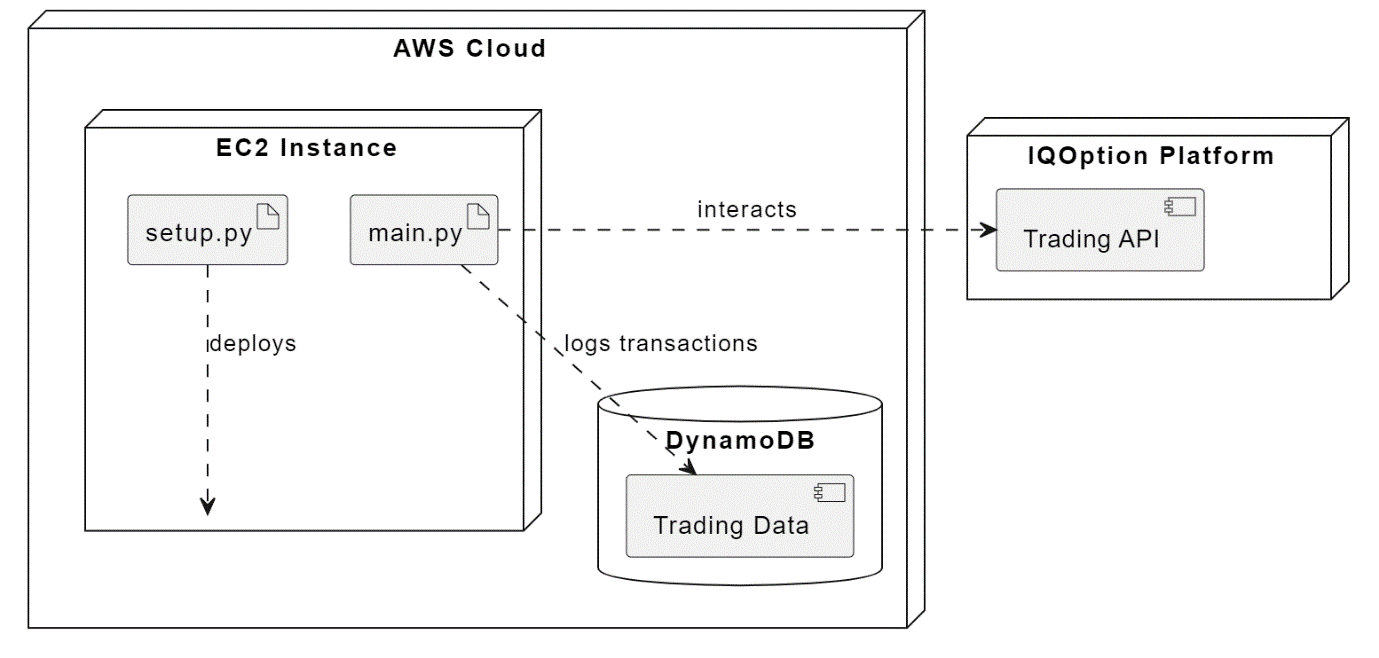 AWS Cloud
EC2 Instance
IQOption Platform
setup.py
main.py
interacts
Trading API
deploys
logs transactions
DynamoDB
Trading Data